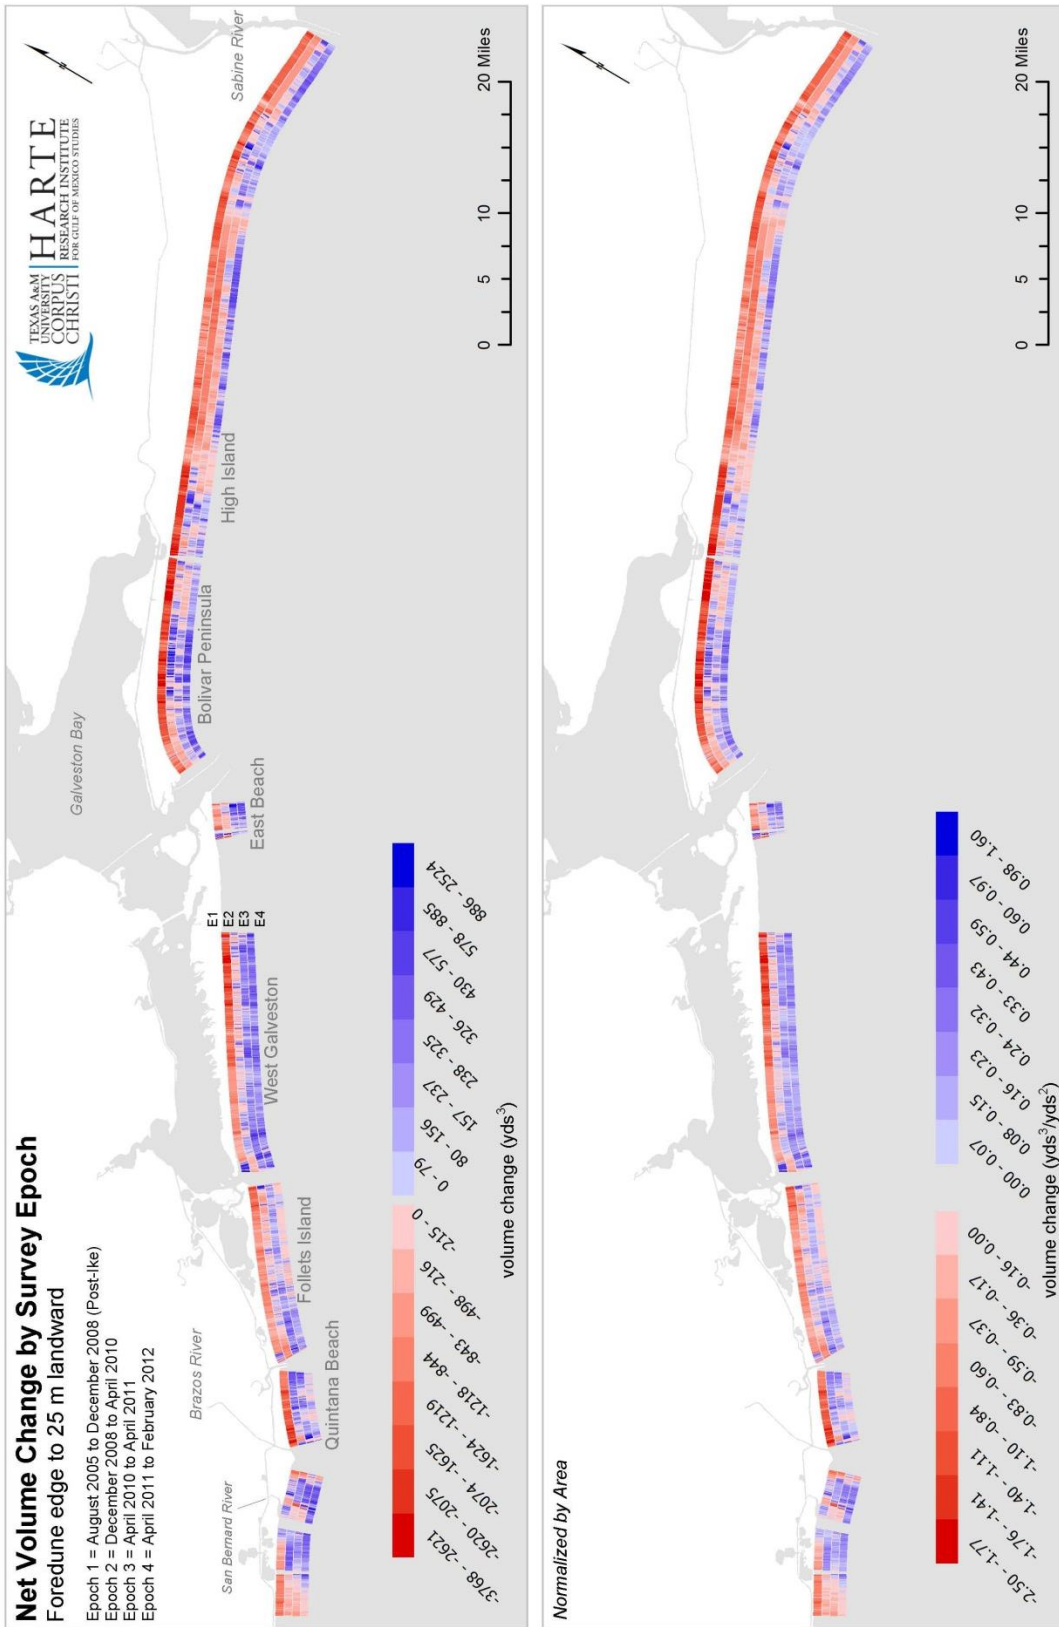 Net Volume Change by Survey Epoch
Foredune edge to 25 m landward
Epoch 1 = August 2005 to December 2008 (Post-Ike)
Epoch 2 = December 2008 to April 2010
Epoch 3 = April 2010 to April 2011
Epoch 4 = April 2011 to February 2012
TEXAS A&M
UNIVERSITY
CORPUS
CHRISTI
HARTE
RESEARCH INSTITUTE
FOR GULF OF MEXICO STUDIES
N
Galveston Bay
Sabine River
Brazos River
San Bernard River
E1
E2
E3
E4
High Island
Bolivar Peninsula
East Beach
West Galveston
Follets Island
Quintana Beach
-3768 - -2621
-2620 - -2075
-2074 - -1625
-1624 - -1219
-1218 - -844
-843 - -499
-498 - -216
-215 - 0
0 - 79
80 - 156
157 - 237
238 - 325
326 - 429
430 - 577
578 - 885
886 - 2524
volume change (yds³)
0 5 10 20 Miles
Normalized by Area
N
-2.50 - -1.77
-1.76 - -1.41
-1.40 - -1.11
-1.10 - -0.84
-0.83 - -0.60
-0.59 - -0.37
-0.36 - -0.17
-0.16 - 0.00
0.00 - 0.07
0.08 - 0.15
0.16 - 0.23
0.24 - 0.32
0.33 - 0.43
0.44 - 0.59
0.60 - 0.97
0.98 - 1.60
volume change (yds³/yds²)
0 5 10 20 Miles